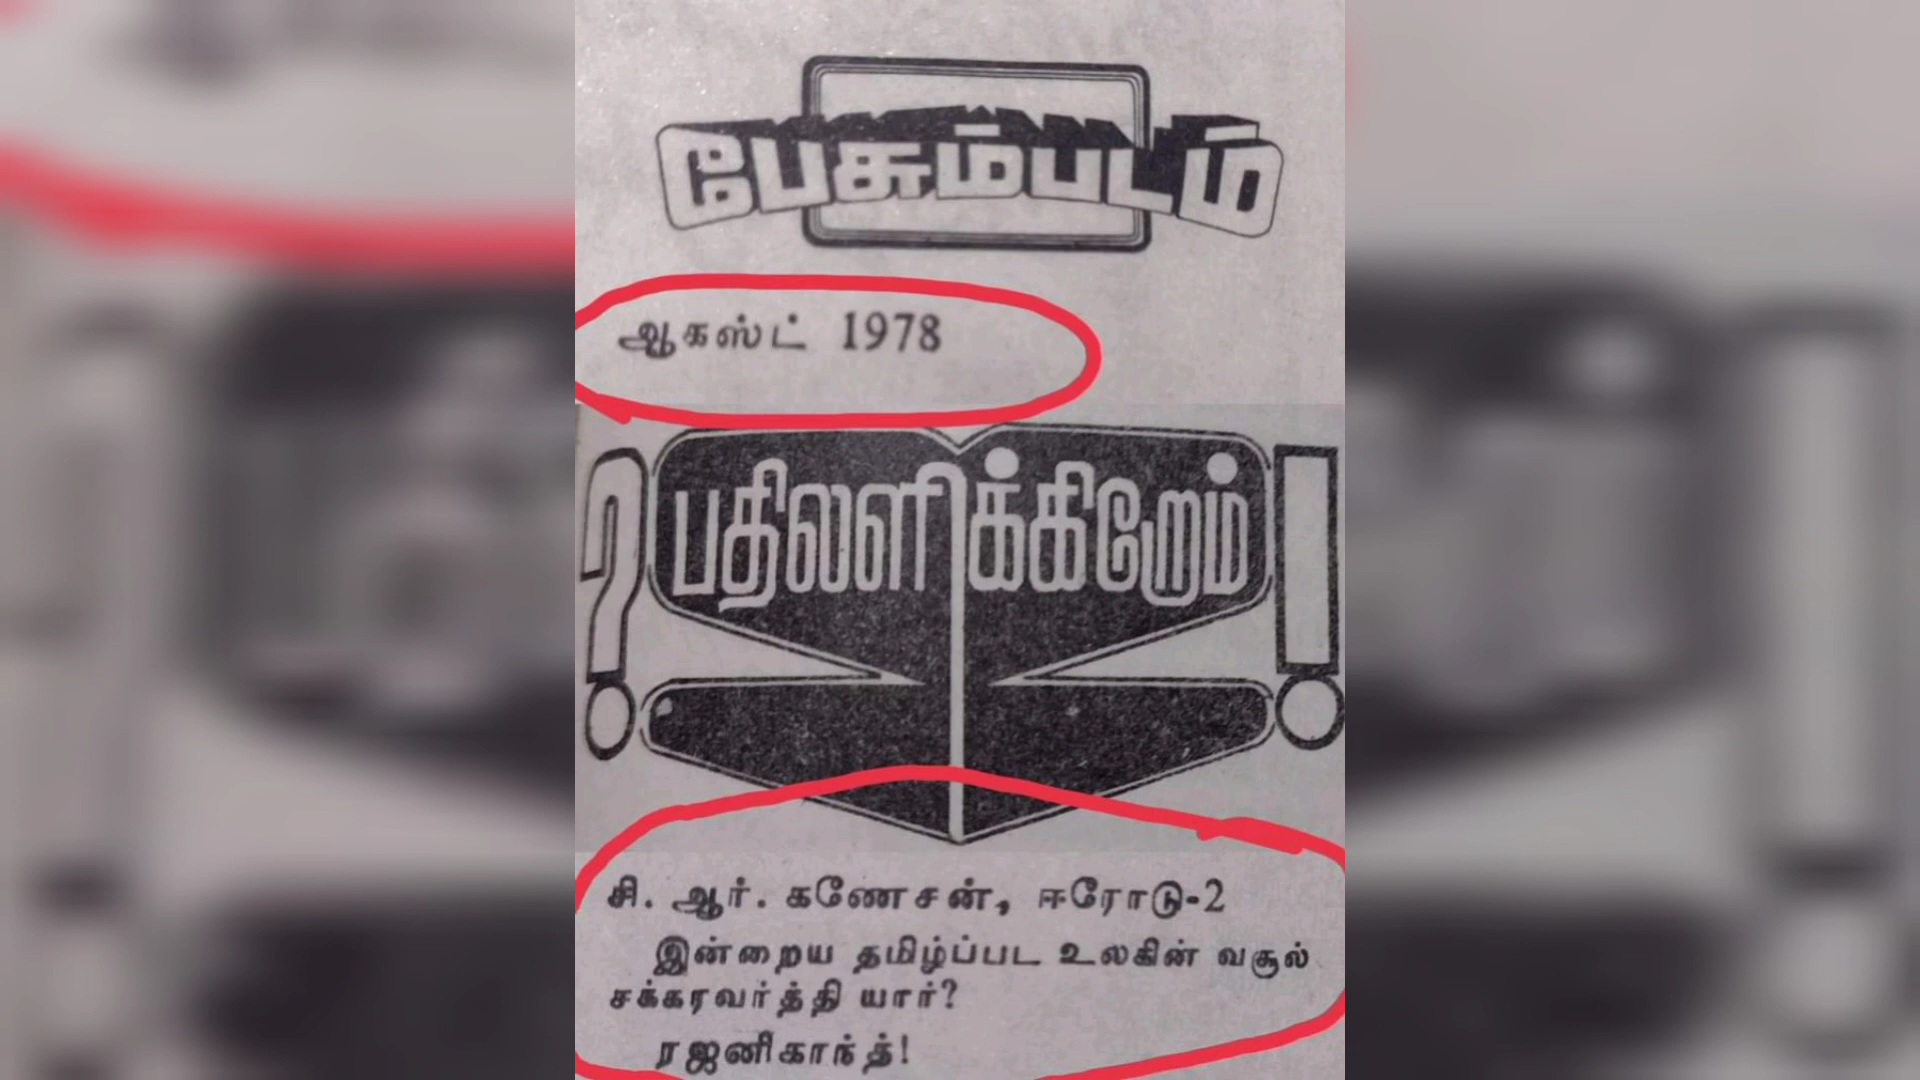 பேசும்படம்
ஆகஸ்ட் 1978
? பதிலளிக்கிறேம் !
சி. ஆர். கணேசன், ஈரோடு-2
இன்றைய தமிழ்ப்பட உலகின் வசூல்
சக்கரவர்த்தி யார்?
ரஜனிகாந்த்!